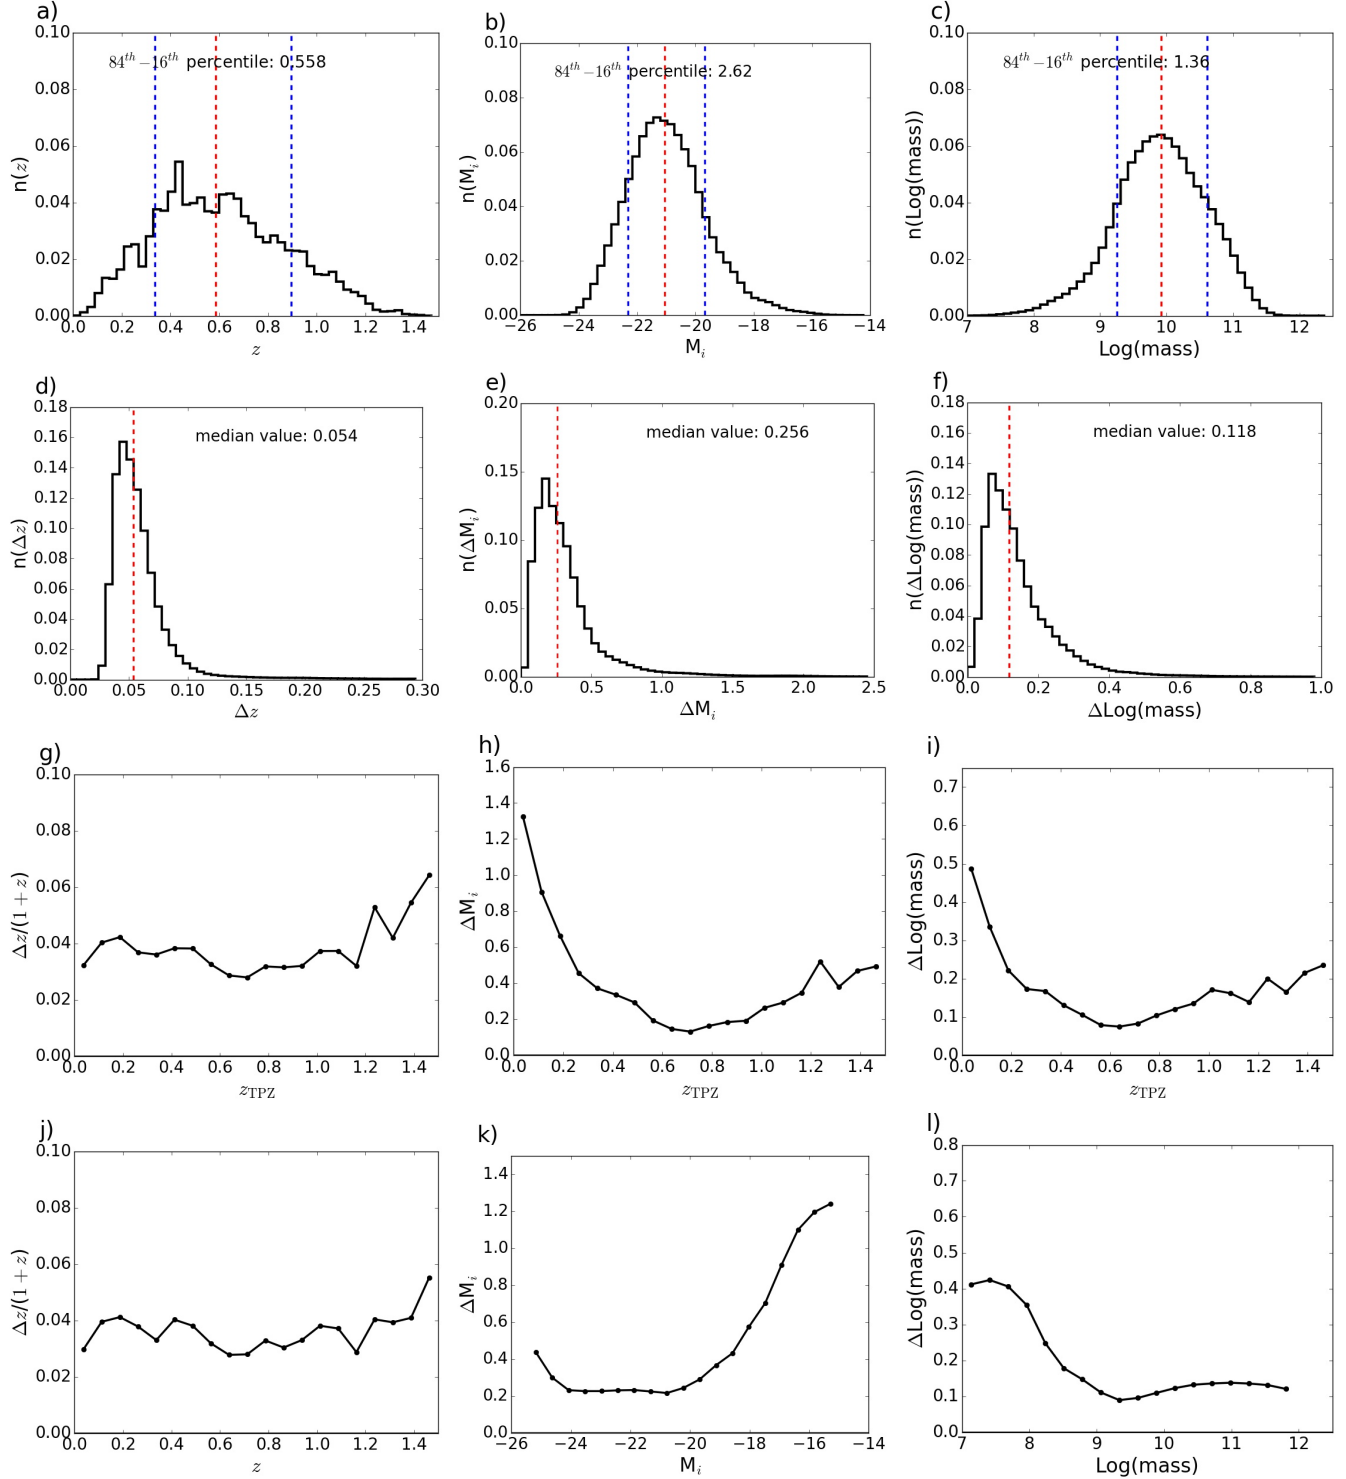 a)
84th−16th percentile: 0.558
n(z)
0.10
0.08
0.06
0.04
0.02
0.00
0.0 0.2 0.4 0.6 0.8 1.0 1.2 1.4
z
b)
84th−16th percentile: 2.62
n(Mi)
0.10
0.08
0.06
0.04
0.02
0.00
−26 −24 −22 −20 −18 −16 −14
Mi
c)
84th−16th percentile: 1.36
n(Log(mass))
0.10
0.08
0.06
0.04
0.02
0.00
7 8 9 10 11 12
Log(mass)
d)
median value: 0.054
n(Δz)
0.18
0.16
0.14
0.12
0.10
0.08
0.06
0.04
0.02
0.00
0.00 0.05 0.10 0.15 0.20 0.25 0.30
Δz
e)
median value: 0.256
n(ΔMi)
0.20
0.15
0.10
0.05
0.00
0.0 0.5 1.0 1.5 2.0 2.5
ΔMi
f)
median value: 0.118
n(ΔLog(mass))
0.18
0.16
0.14
0.12
0.10
0.08
0.06
0.04
0.02
0.00
0.0 0.2 0.4 0.6 0.8 1.0
ΔLog(mass)
g)
Δz/(1 + z)
0.10
0.08
0.06
0.04
0.02
0.00
0.0 0.2 0.4 0.6 0.8 1.0 1.2 1.4
zTPZ
h)
ΔMi
1.6
1.4
1.2
1.0
0.8
0.6
0.4
0.2
0.0
0.0 0.2 0.4 0.6 0.8 1.0 1.2 1.4
zTPZ
i)
ΔLog(mass)
0.7
0.6
0.5
0.4
0.3
0.2
0.1
0.0
0.0 0.2 0.4 0.6 0.8 1.0 1.2 1.4
zTPZ
j)
Δz/(1 + z)
0.10
0.08
0.06
0.04
0.02
0.00
0.0 0.2 0.4 0.6 0.8 1.0 1.2 1.4
z
k)
ΔMi
1.4
1.2
1.0
0.8
0.6
0.4
0.2
0.0
−26 −24 −22 −20 −18 −16 −14
Mi
l)
ΔLog(mass)
0.8
0.7
0.6
0.5
0.4
0.3
0.2
0.1
0.0
7 8 9 10 11 12
Log(mass)